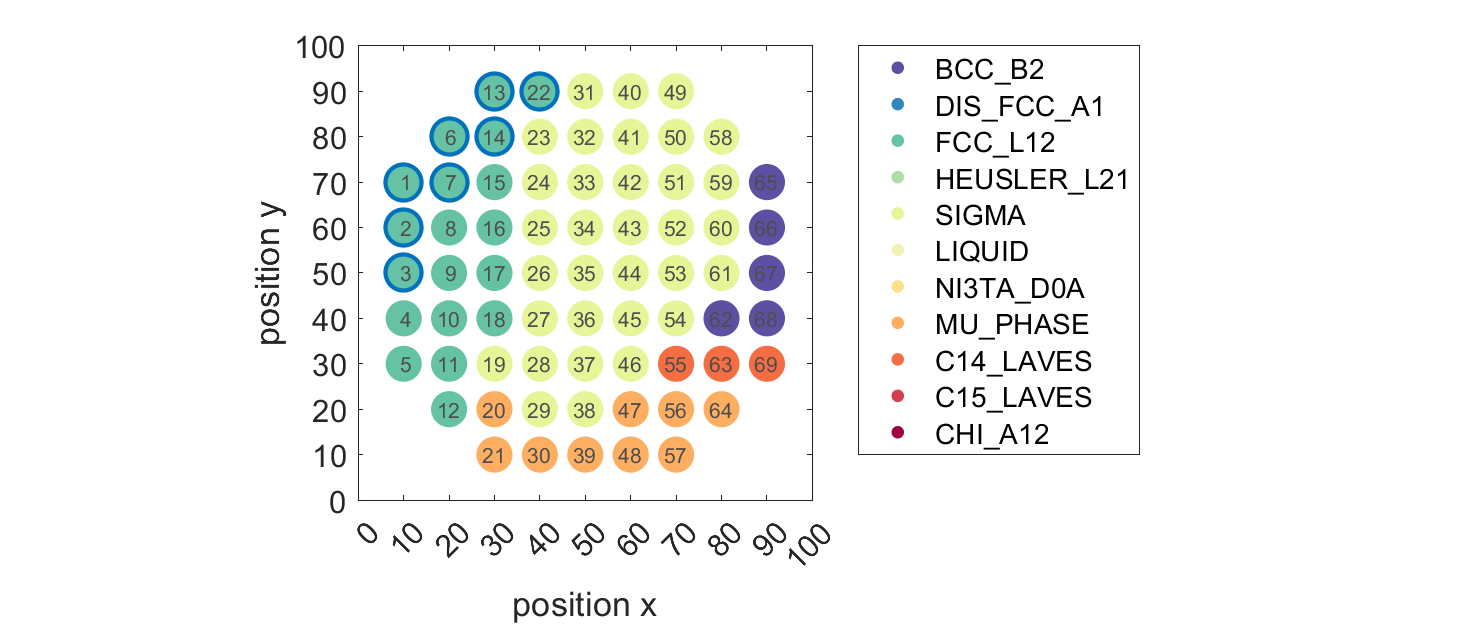 100
90 13 22 31 40 49
80 6 14 23 32 41 50 58
70 1 7 15 24 33 42 51 59 65
60 2 8 16 25 34 43 52 60 66
50 3 9 17 26 35 44 53 61 67
40 4 10 18 27 36 45 54 62 68
30 5 11 19 28 37 46 55 63 69
20 12 20 29 38 47 56 64
10 21 30 39 48 57
0
0 10 20 30 40 50 60 70 80 90 100
position x
position y
BCC_B2
DIS_FCC_A1
FCC_L12
HEUSLER_L21
SIGMA
LIQUID
NI3TA_D0A
MU_PHASE
C14_LAVES
C15_LAVES
CHI_A12